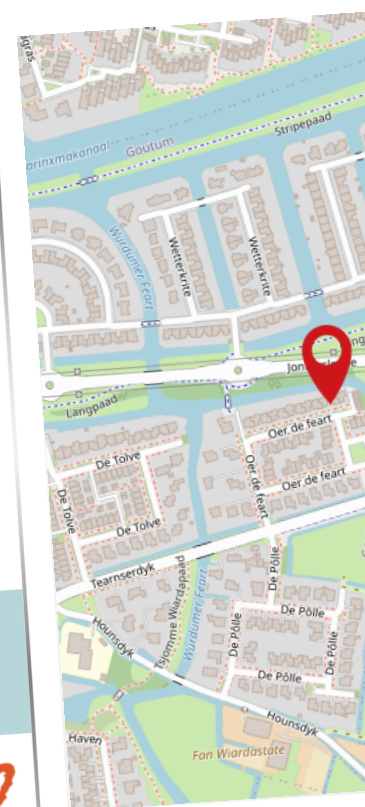 arinxmakanaal
Goutum
Stripepaad
Wurdumer Feart
Wetterkrite
Wetterkrite
Langpaad
Oer de feart
Oer de feart
Oer de feart
De Tolve
De Tolve
De Tolve
Tearnserdyk
Tsjomme Wiardapaad
Wurdumer Feart
De Pôlle
De Pôlle
De Pôlle
De Pôlle
De Pôlle
Hounsdyk
Hounsdyk
Haven
Fan Wiardastate